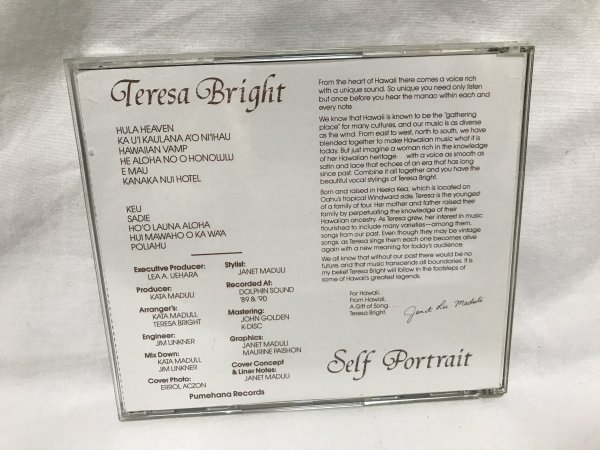 Teresa Bright
HULA HEAVEN
KA U'I KAULANA A'O NI'IHAU
HAWAIIAN VAMP
HE ALOHA NO O HONOLULU
E MAU
KANAKA NUI HOTEL
KEU
SADIE
HO'O LAUNA ALOHA
HUI MAWAHO O KA WA'A
POLIAHU
Executive Producer:
LEA A. UEHARA
Producer:
KATA MADULI
Arranger's:
KATA MADULI,
TERESA BRIGHT
Engineer:
JIM LINKNER
Mix Down:
KATA MADULI,
JIM LINKNER
Cover Photo:
ERROL ACZON
Stylist:
JANET MADULI
Recorded At:
DOLPHIN SOUND
'89 & '90
Mastering:
JOHN GOLDEN
K-DISC
Graphics:
JANET MADULI
MAURINE PAISHON
Cover Concept
& Liner Notes:
JANET MADULI
Pumehana Records
From the heart of Hawaii there comes a voice rich
with a unique sound. So unique you need only listen
but once before you hear the manao within each and
every note.
We know that Hawaii is known to be the "gathering
place" for many cultures, and our music is as diverse
as the wind. From east to west, north to south, we have
blended together to make Hawaiian music what it is
today. But just imagine a woman rich in the knowledge
of her Hawaiian heritage. . .with a voice as smooth as
satin and lace that echoes of an era that has long
since past. Combine it all together and you have the
beautiful vocal stylings of Teresa Bright.
Born and raised in Heeia Kea, which is located on
Oahu's tropical Windward side, Teresa is the youngest
of a family of four. Her mother and father raised their
family by perpetuating the knowledge of their
Hawaiian ancestry. As Teresa grew, her interest in music
flourished to include many varieties—among them,
songs from our past. Even though they may be vintage
songs, as Teresa sings them each one becomes alive
again with a new meaning for today's audience.
We all know that without our past there would be no
future, and that music transcends all boundaries. It is
my belief Teresa Bright will follow in the footsteps of
some of Hawaii's greatest legends.
For Hawaii,
From Hawaii,
A Gift of Song. . .
Teresa Bright.
Janet Lee Maduli
Self Portrait